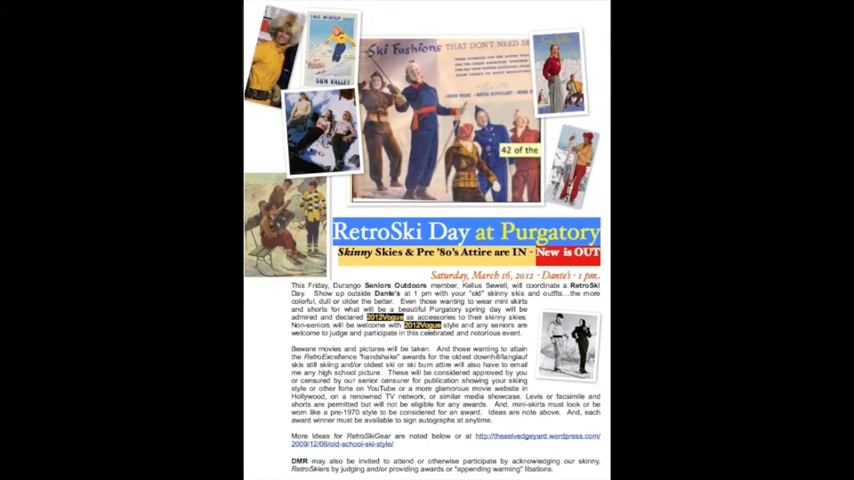 THIS WINTER
SUN VALLEY
Ski Fashions THAT DON'T NEED
42 of the
RetroSki Day at Purgatory
Skinny Skies & Pre '80's Attire are IN - New is OUT
Saturday, March 16, 2012 - Dante's - 1 pm.
This Friday, Durango Seniors Outdoors member, Kellus Sewell, will coordinate a RetroSki
Day. Show up outside Dante's at 1 pm with your "old" skinny skis and outfits...the more
colorful, dull or older the better. Even those wanting to wear mini skirts
and shorts for what will be a beautiful Purgatory spring day will be
admired and declared 2012Vogue as accessories to their skinny skies.
Non-seniors will be welcome with 2012Vogue style and any seniors are
welcome to judge and participate in this celebrated and notorious event.
Beware movies and pictures will be taken. And those wanting to attain
the RetroExcellence "handshake" awards for the oldest downhill/langlauf
skis still skiing and/or oldest ski or ski bum attire will also have to email
me any high school picture. These will be considered approved by you
or censured by our senior censurer for publication showing your skiing
style or other forte on YouTube or a more glamorous movie website in
Hollywood, on a renowned TV network, or similar media showcase. Levis or facsimile and
shorts are permitted but will not be eligible for any awards. And, mini-skirts must look or be
worn like a pre-1970 style to be considered for an award. Ideas are note above. And, each
award winner must be available to sign autographs at anytime.
More Ideas for RetroSkiGear are noted below or at http://theselvedgeyard.wordpress.com/
2009/12/08/old-school-ski-style/
DMR may also be invited to attend or otherwise participate by acknowledging our skinny,
RetroSkiers by judging and/or providing awards or "appending warming" libations.